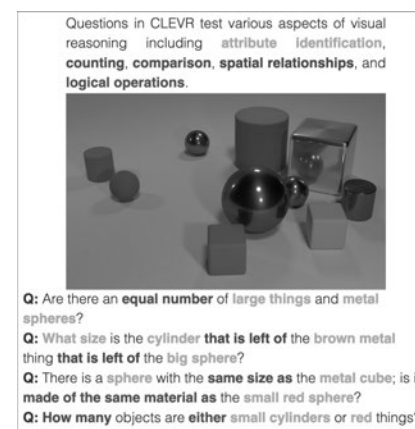 Questions in CLEVR test various aspects of visual
reasoning including attribute identification,
counting, comparison, spatial relationships, and
logical operations.
Q: Are there an equal number of large things and metal
spheres?
Q: What size is the cylinder that is left of the brown metal
thing that is left of the big sphere?
Q: There is a sphere with the same size as the metal cube; is i
made of the same material as the small red sphere?
Q: How many objects are either small cylinders or red things?